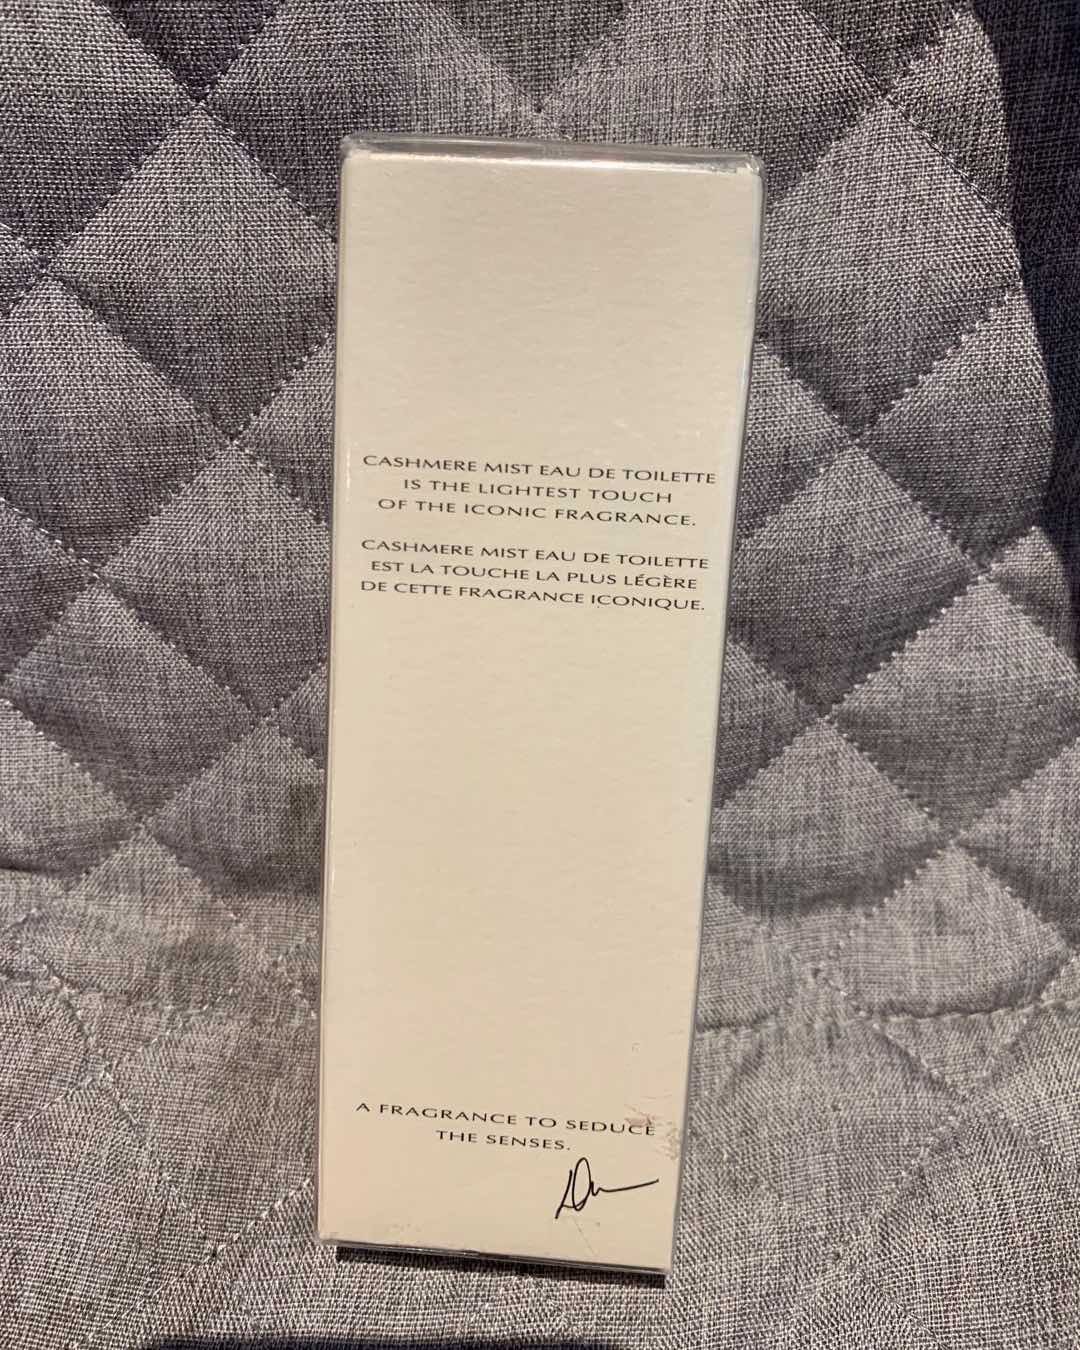 CASHMERE MIST EAU DE TOILETTE
IS THE LIGHTEST TOUCH
OF THE ICONIC FRAGRANCE.
CASHMERE MIST EAU DE TOILETTE
EST LA TOUCHE LA PLUS LÉGÈRE
DE CETTE FRAGRANCE ICONIQUE.
A FRAGRANCE TO SEDUCE
THE SENSES.